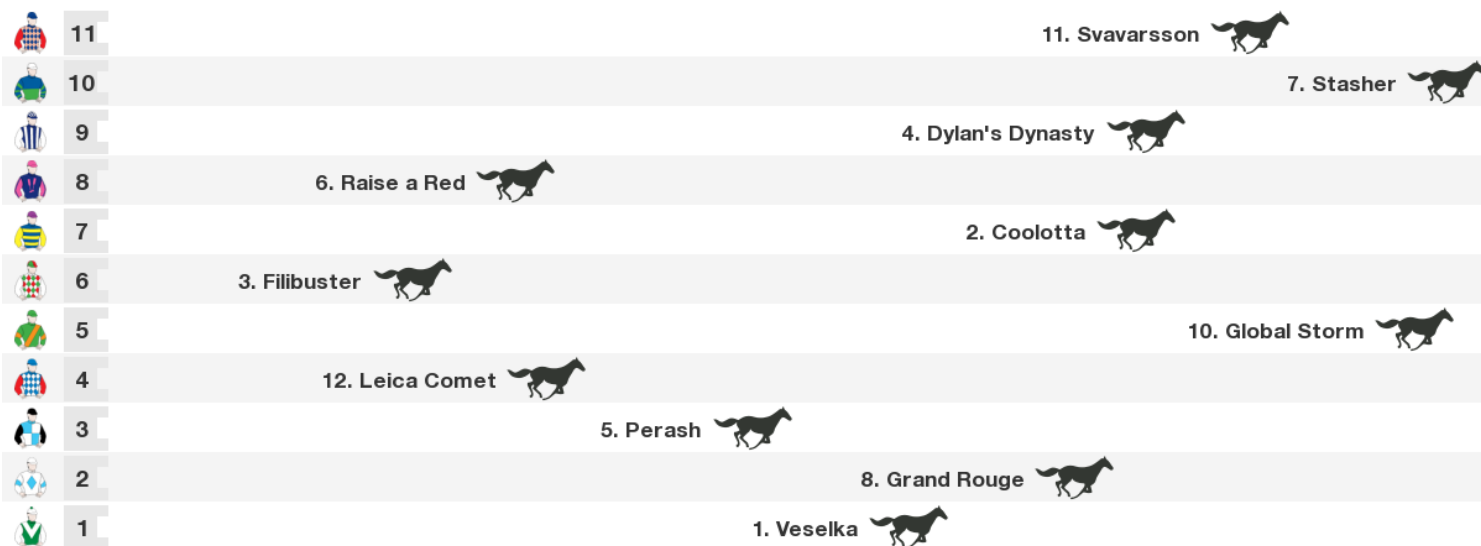 11 11. Svavarsson
10 7. Stasher
9 4. Dylan's Dynasty
8 6. Raise a Red
7 2. Coolotta
6 3. Filibuster
5 10. Global Storm
4 12. Leica Comet
3 5. Perash
2 8. Grand Rouge
1 1. Veselka